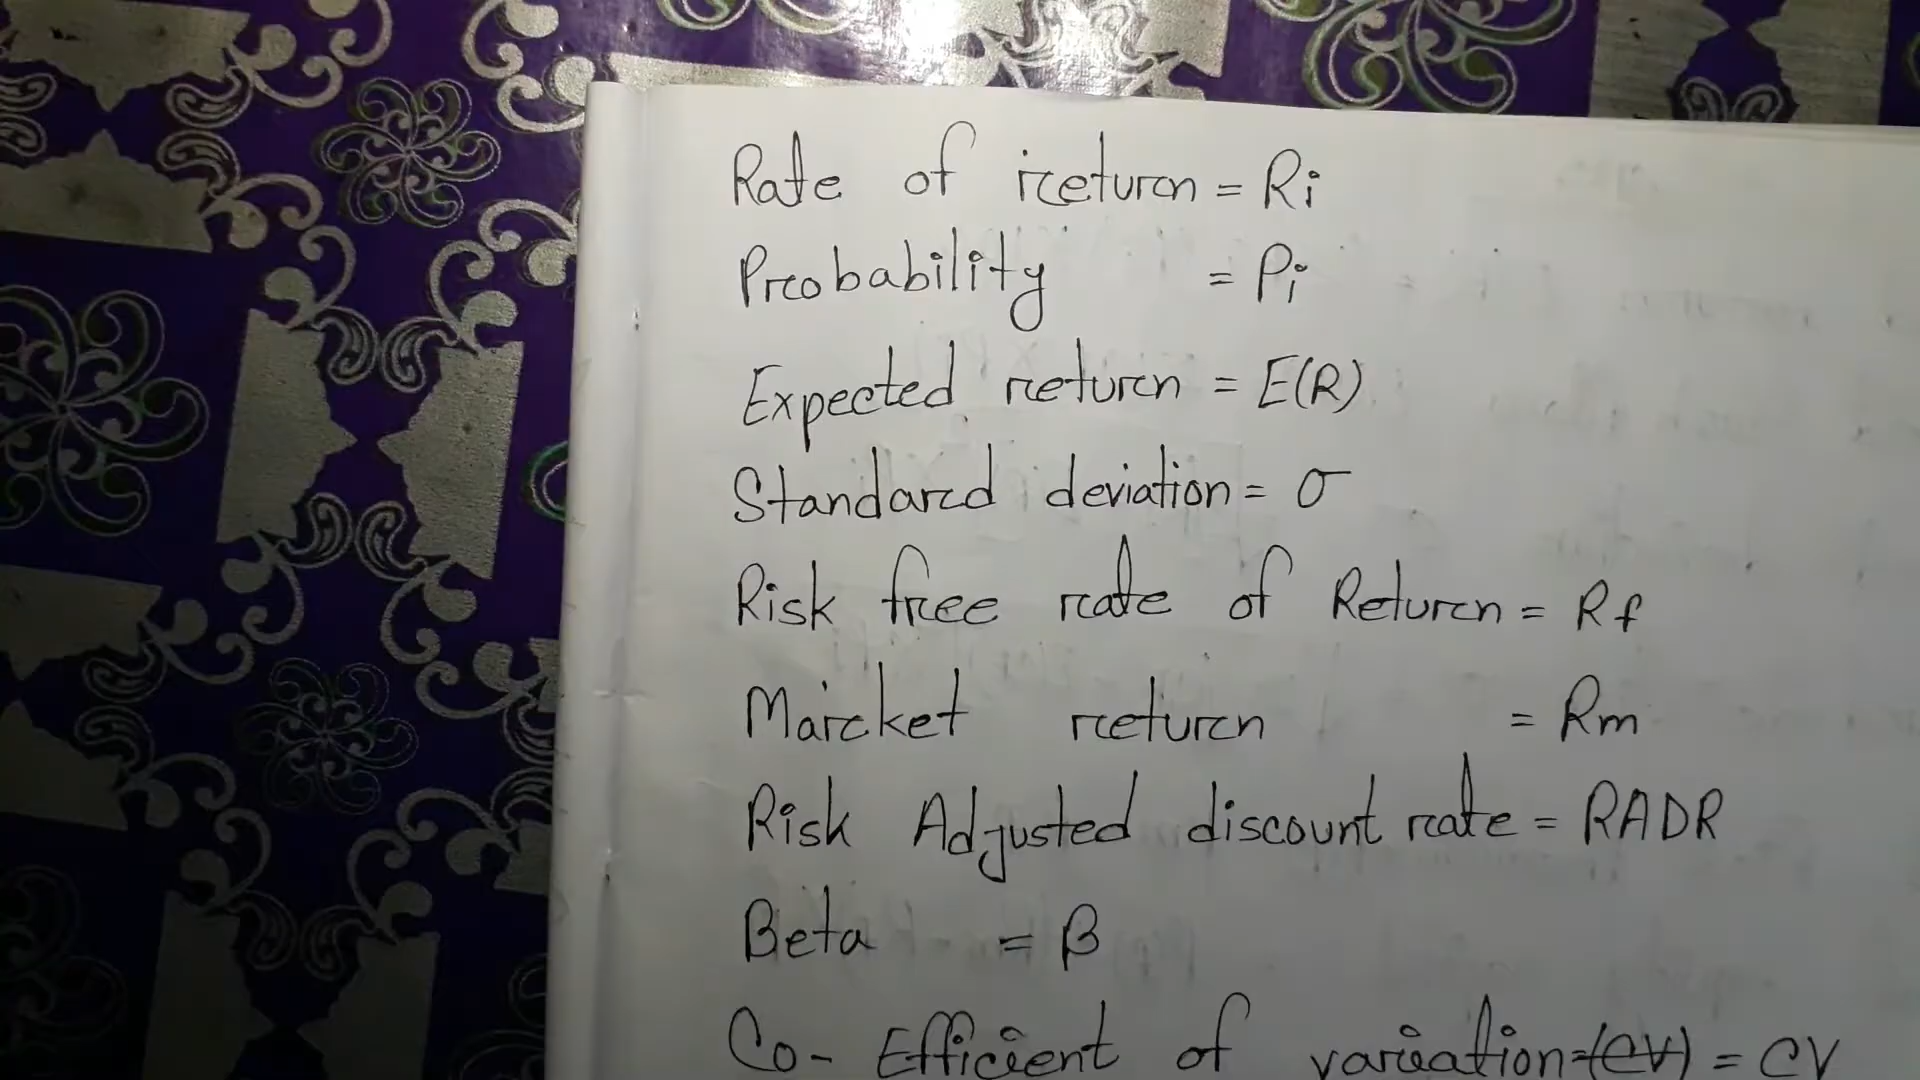 Rate of return = Ri
Probability = Pi
Expected return = E(R)
Standard deviation = σ
Risk free rate of Return = Rf
Market return = Rm
Risk Adjusted discount rate = RADR
Beta = β
Co-Efficient of variation = (CV) = CV